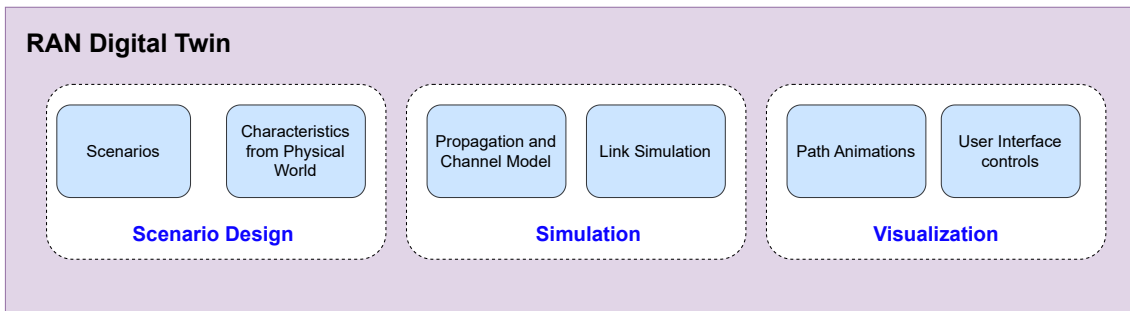 RAN Digital Twin
Scenarios
Characteristics
from Physical
World
Scenario Design
Propagation and
Channel Model
Link Simulation
Simulation
Path Animations
User Interface
controls
Visualization